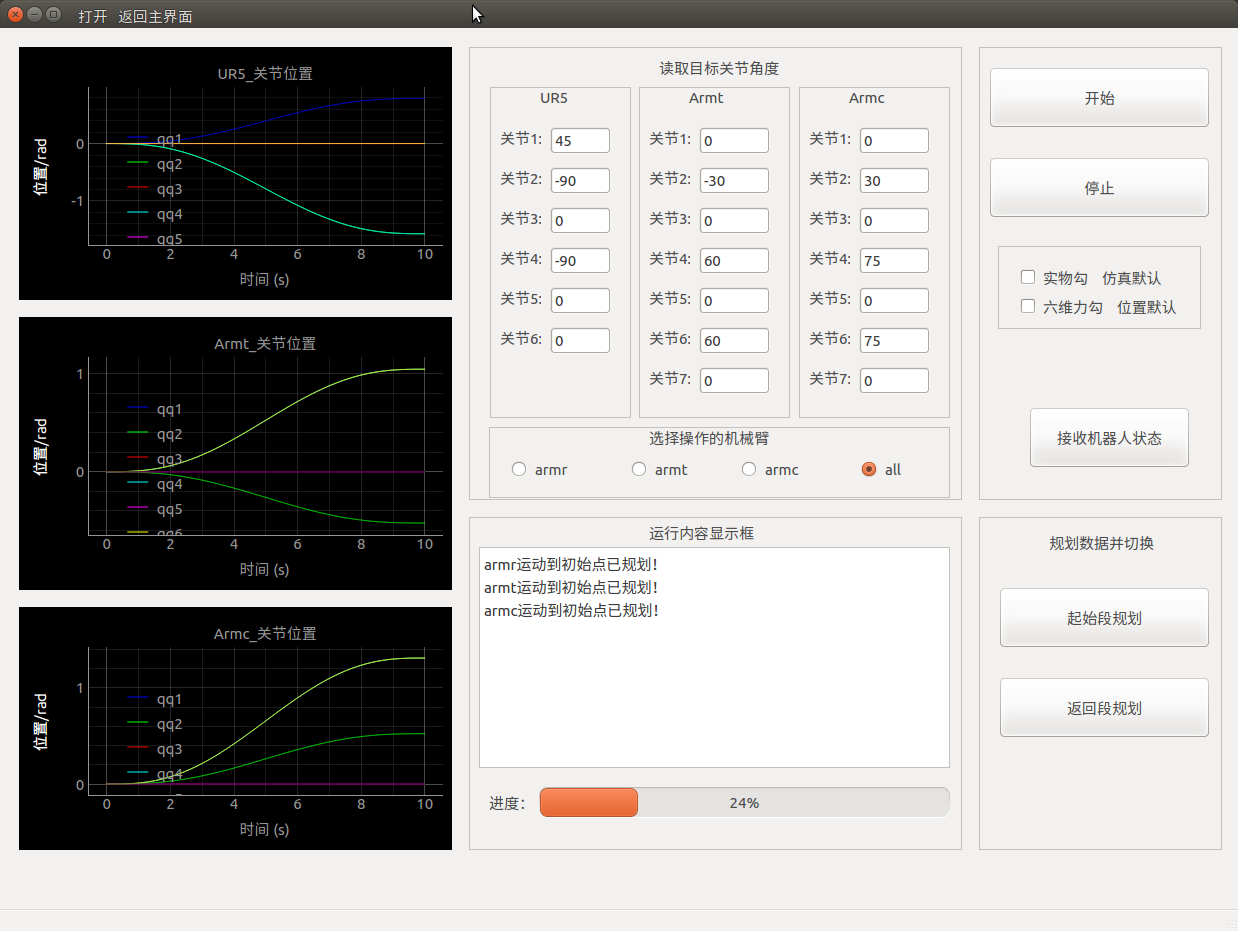 打开 返回主界面
UR5_关节位置
位置/rad
0
-1
qq1
qq2
qq3
qq4
qq5
0 2 4 6 8 10
时间 (s)
Armt_关节位置
位置/rad
1
0
qq1
qq2
qq3
qq4
qq5
qq6
0 2 4 6 8 10
时间 (s)
Armc_关节位置
位置/rad
1
0
qq1
qq2
qq3
qq4
0 2 4 6 8 10
时间 (s)
读取目标关节角度
UR5
关节1: 45
关节2: -90
关节3: 0
关节4: -90
关节5: 0
关节6: 0
Armt
关节1: 0
关节2: -30
关节3: 0
关节4: 60
关节5: 0
关节6: 60
关节7: 0
Armc
关节1: 0
关节2: 30
关节3: 0
关节4: 75
关节5: 0
关节6: 75
关节7: 0
选择操作的机械臂
armr armt armc all
运行内容显示框
armr运动到初始点已规划!
armt运动到初始点已规划!
armc运动到初始点已规划!
进度: 24%
开始
停止
实物勾 仿真默认
六维力勾 位置默认
接收机器人状态
规划数据并切换
起始段规划
返回段规划